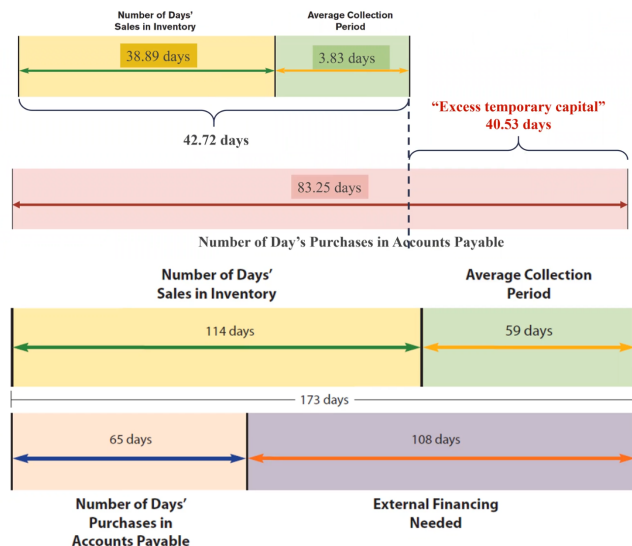 Number of Days'
Sales in Inventory
Average Collection
Period
38.89 days
3.83 days
42.72 days
“Excess temporary capital”
40.53 days
83.25 days
Number of Day's Purchases in Accounts Payable
Number of Days'
Sales in Inventory
Average Collection
Period
114 days
59 days
173 days
65 days
108 days
Number of Days'
Purchases in
Accounts Payable
External Financing
Needed